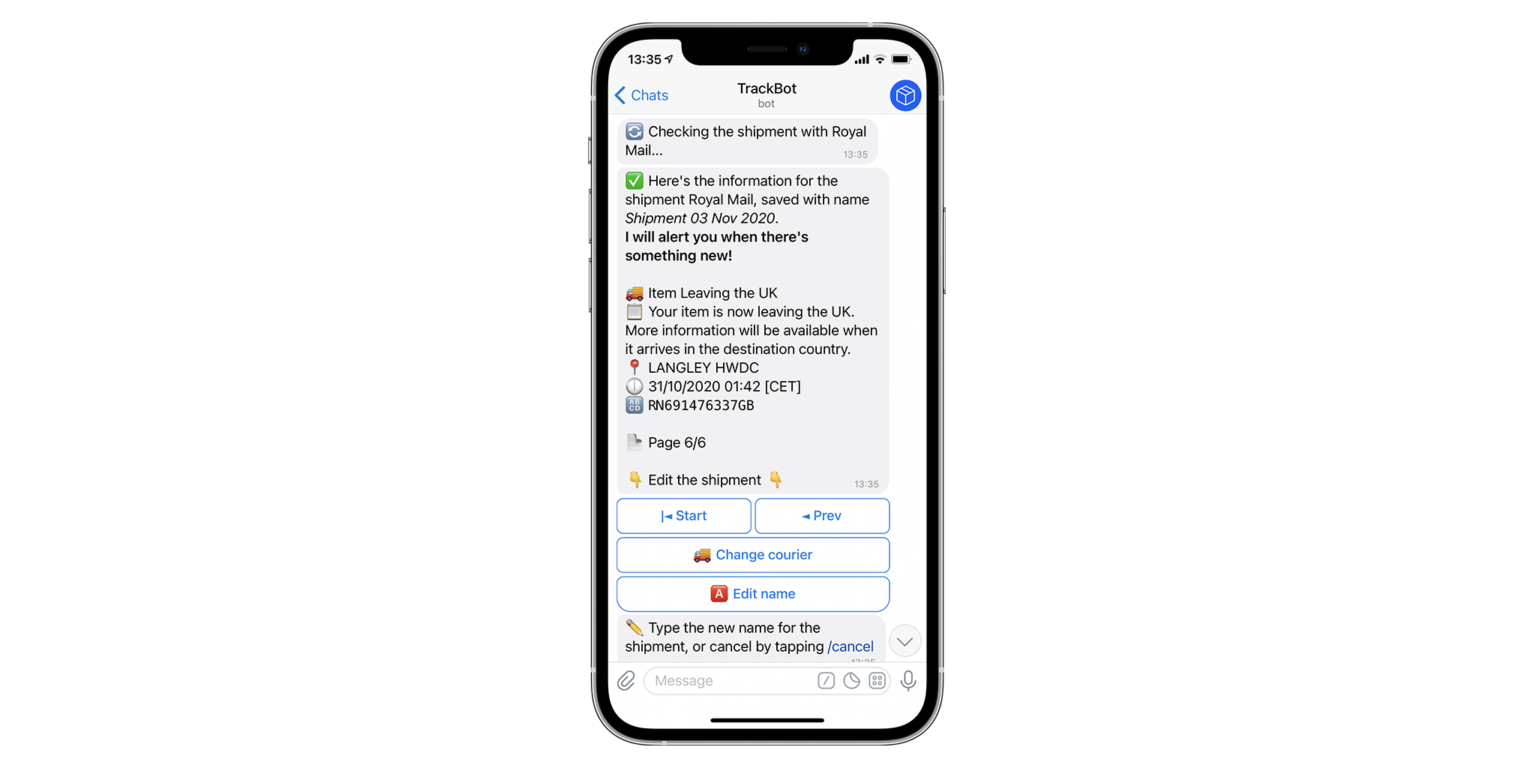 13:35
Chats
TrackBot
bot
Checking the shipment with Royal
Mail...
13:35
Here's the information for the
shipment Royal Mail, saved with name
Shipment 03 Nov 2020.
I will alert you when there's
something new!
Item Leaving the UK
Your item is now leaving the UK.
More information will be available when
it arrives in the destination country.
LANGLEY HWDC
31/10/2020 01:42 [CET]
RN691476337GB
Page 6/6
Edit the shipment
13:35
Start
Prev
Change courier
A Edit name
Type the new name for the
shipment, or cancel by tapping /cancel
13:35
Message